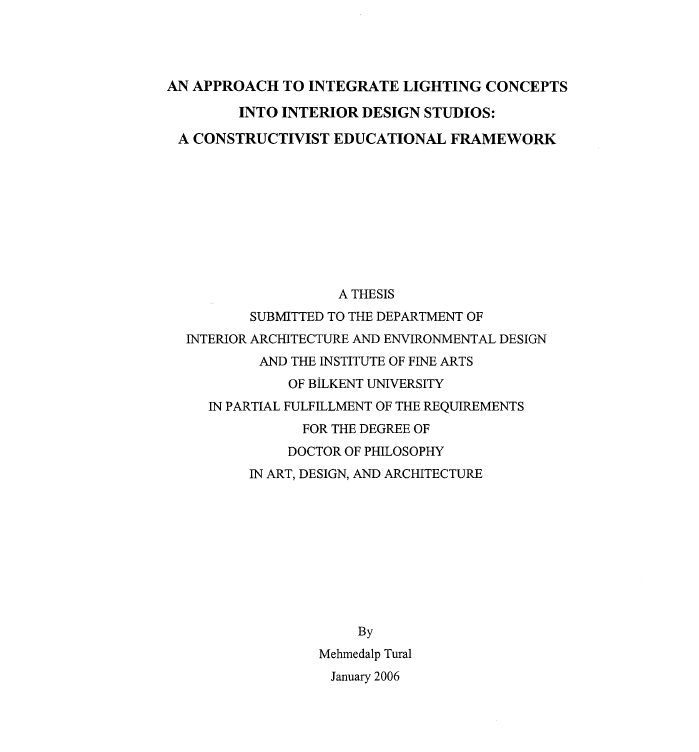 AN APPROACH TO INTEGRATE LIGHTING CONCEPTS
INTO INTERIOR DESIGN STUDIOS:
A CONSTRUCTIVIST EDUCATIONAL FRAMEWORK
A THESIS
SUBMITTED TO THE DEPARTMENT OF
INTERIOR ARCHITECTURE AND ENVIRONMENTAL DESIGN
AND THE INSTITUTE OF FINE ARTS
OF BİLKENT UNIVERSITY
IN PARTIAL FULFILLMENT OF THE REQUIREMENTS
FOR THE DEGREE OF
DOCTOR OF PHILOSOPHY
IN ART, DESIGN, AND ARCHITECTURE
By
Mehmedalp Tural
January 2006